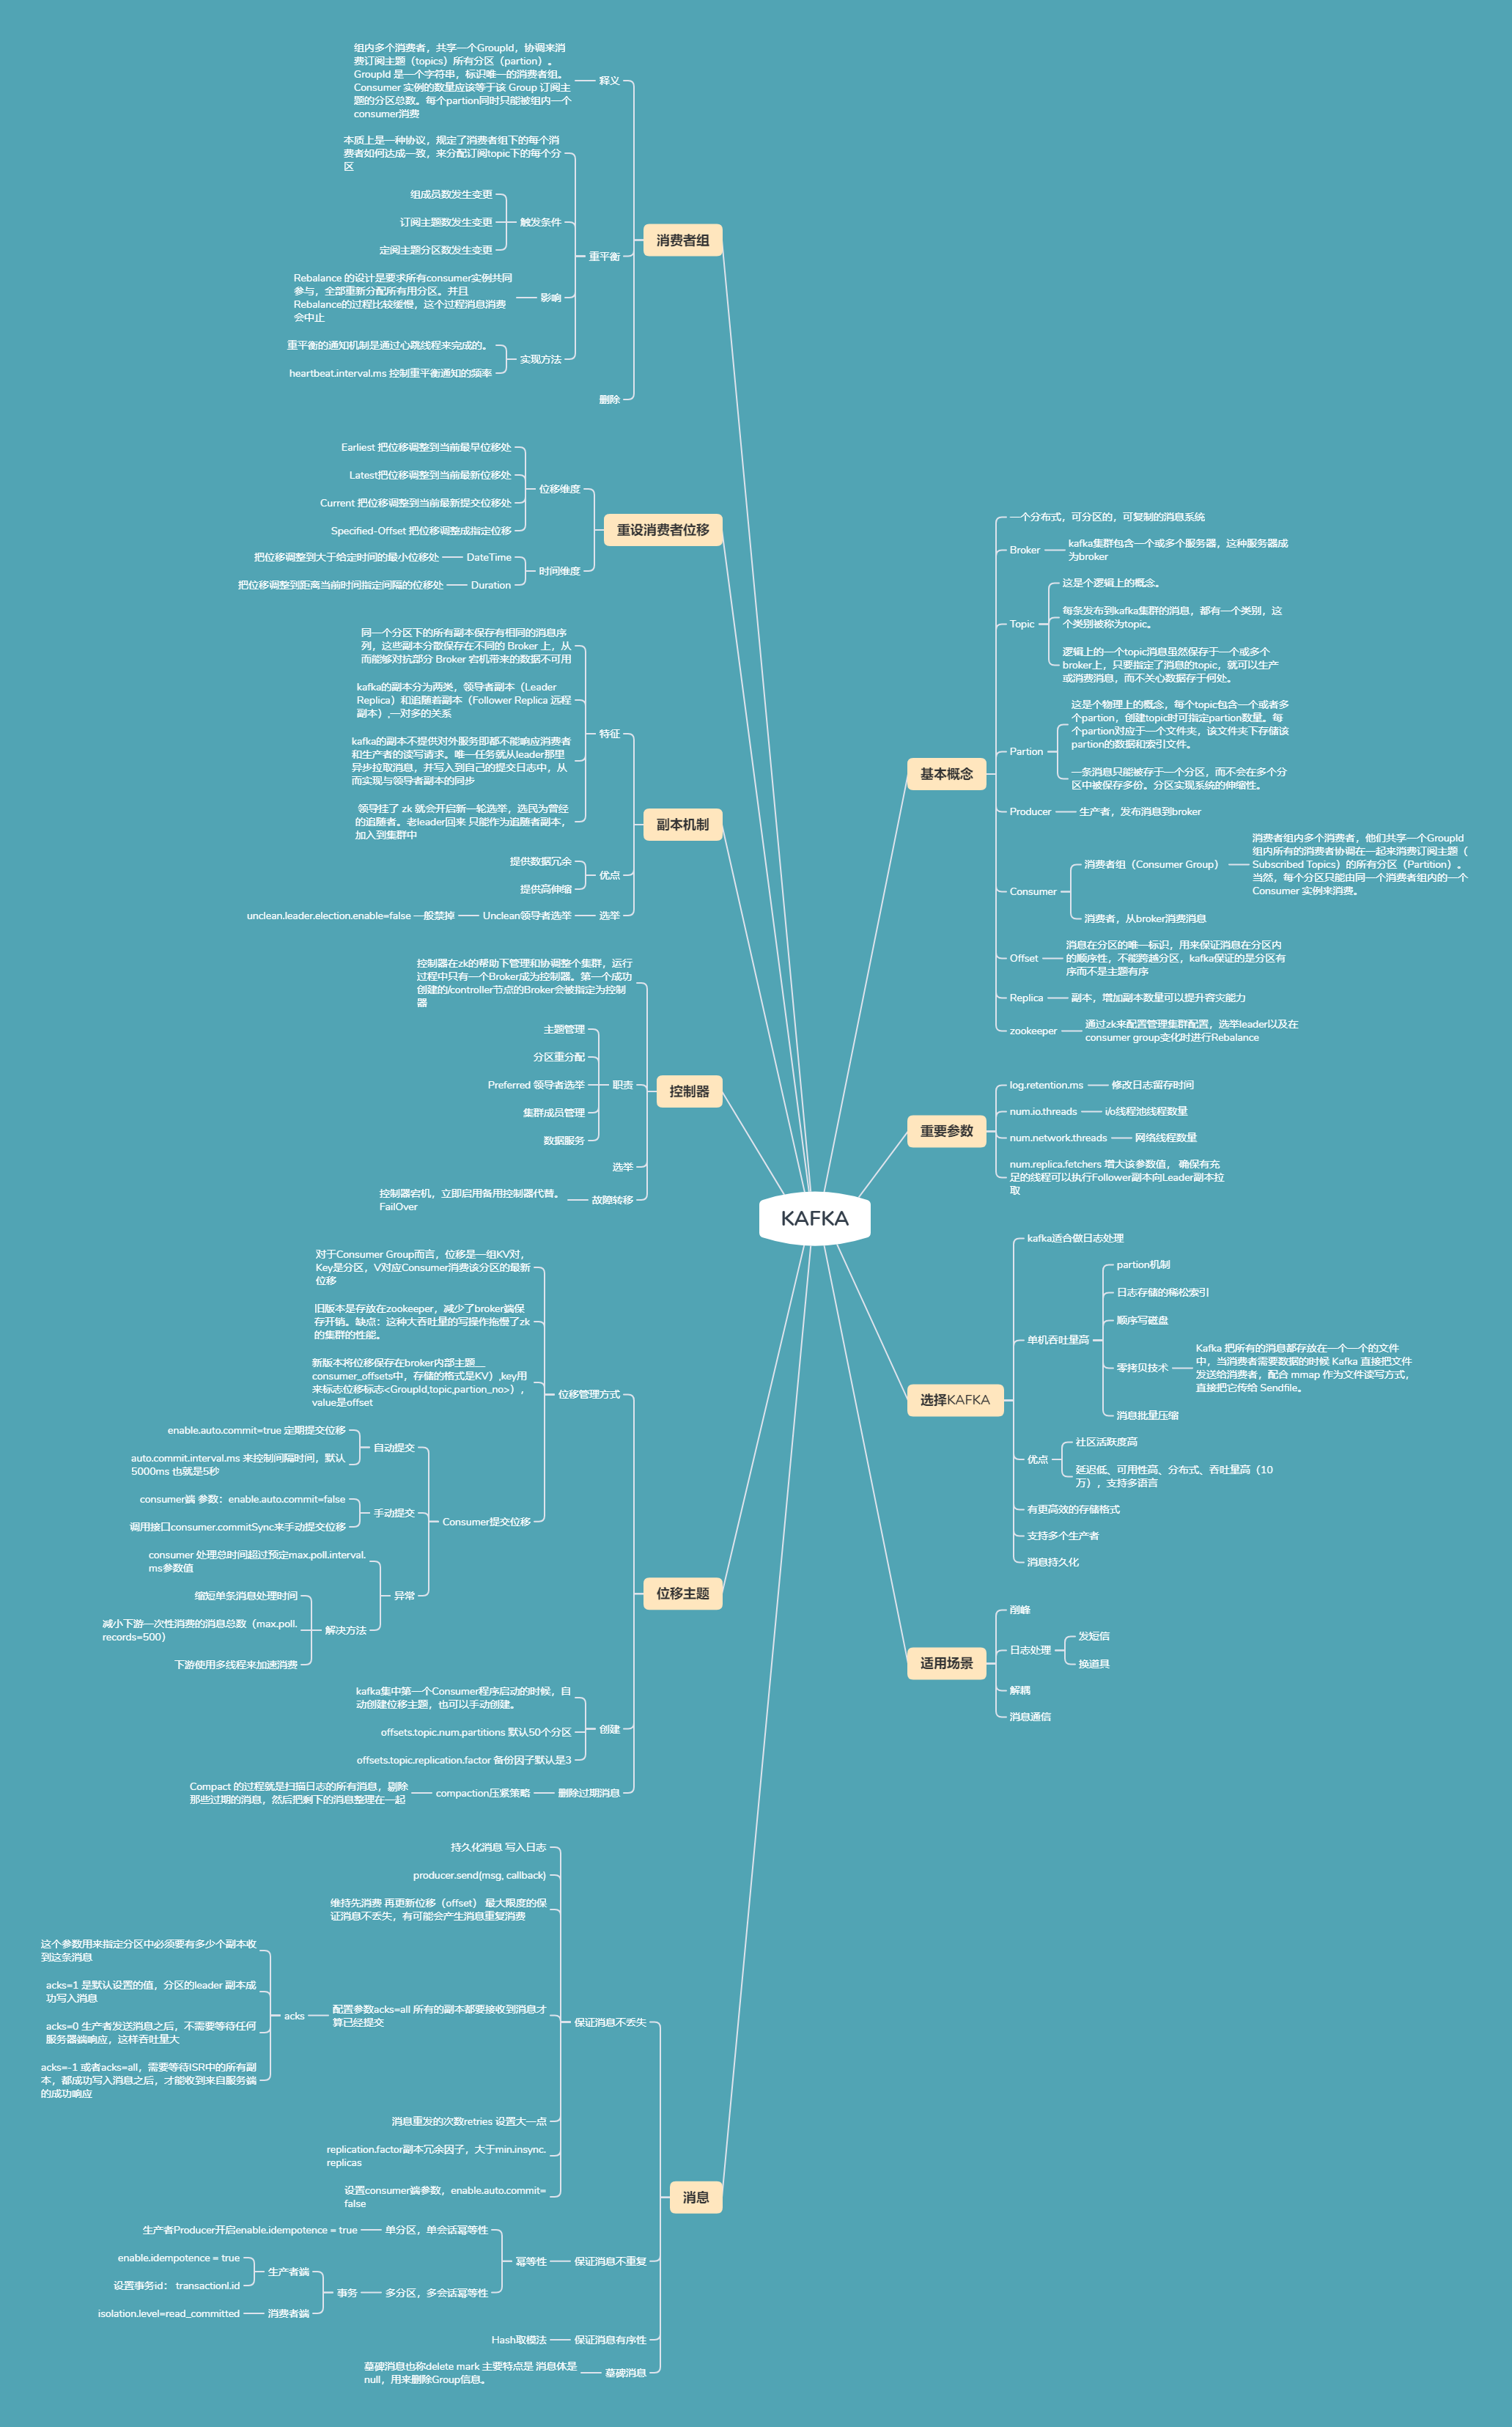 KAFKA
消费者组
释义
组内多个消费者，共享一个GroupId，协调来消
费订阅主题（topics）所有分区（partion）。
GroupId 是一个字符串，标识唯一的消费者组。
Consumer 实例的数量应该等于该 Group 订阅主
题的分区总数。每个partion同时只能被组内一个
consumer消费
重平衡
本质上是一种协议，规定了消费者组下的每个消
费者如何达成一致，来分配订阅topic下的每个分
区
触发条件
组成员数发生变更
订阅主题数发生变更
定阅主题分区数发生变更
影响
Rebalance 的设计是要求所有consumer实例共同
参与，全部重新分配所有用分区。并且
Rebalance的过程比较缓慢，这个过程消息消费
会中止
实现方法
重平衡的通知机制是通过心跳线程来完成的。
heartbeat.interval.ms 控制重平衡通知的频率
删除
重设消费者位移
位移维度
Earliest 把位移调整到当前最早位移处
Latest把位移调整到当前最新位移处
Current 把位移调整到当前最新提交位移处
Specified-Offset 把位移调整成指定位移
时间维度
DateTime
把位移调整到大于给定时间的最小位移处
Duration
把位移调整到距离当前时间指定间隔的位移处
副本机制
特征
同一个分区下的所有副本保存有相同的消息序
列，这些副本分散保存在不同的 Broker 上，从
而能够对抗部分 Broker 宕机带来的数据不可用
kafka的副本分为两类，领导者副本（Leader
Replica）和追随着副本（Follower Replica 远程
副本）,一对多的关系
kafka的副本不提供对外服务即都不能响应消费者
和生产者的读写请求。唯一任务就从leader那里
异步拉取消息，并写入到自己的提交日志中，从
而实现与领导者副本的同步
领导挂了 zk 就会开启新一轮选举，选民为曾经
的追随者。老leader回来 只能作为追随者副本，
加入到集群中
优点
提供数据冗余
提供高伸缩
选举
Unclean领导者选举
unclean.leader.election.enable=false 一般禁掉
控制器
控制器在zk的帮助下管理和协调整个集群，运行
过程中只有一个Broker成为控制器。第一个成功
创建的/controller节点的Broker会被指定为控制
器
职责
主题管理
分区重分配
Preferred 领导者选举
集群成员管理
数据服务
选举
故障转移
控制器宕机，立即启用备用控制器代替。
FailOver
位移主题
位移管理方式
对于Consumer Group而言，位移是一组KV对，
Key是分区，V对应Consumer消费该分区的最新
位移
旧版本是存放在zookeeper，减少了broker端保
存开销。缺点：这种大吞吐量的写操作拖慢了zk
的集群的性能。
新版本将位移保存在broker内部主题__
consumer_offsets中，存储的格式是KV）,key用
来标志位移标志<GroupId,topic,partion_no>）,
value是offset
Consumer提交位移
自动提交
enable.auto.commit=true 定期提交位移
auto.commit.interval.ms 来控制间隔时间，默认
5000ms 也就是5秒
手动提交
consumer端 参数：enable.auto.commit=false
调用接口consumer.commitSync来手动提交位移
异常
consumer 处理总时间超过预定max.poll.interval.
ms参数值
解决方法
缩短单条消息处理时间
减小下游一次性消费的消息总数（max.poll.
records=500）
下游使用多线程来加速消费
创建
kafka集中第一个Consumer程序启动的时候，自
动创建位移主题，也可以手动创建。
offsets.topic.num.partitions 默认50个分区
offsets.topic.replication.factor 备份因子默认是3
删除过期消息
compaction压紧策略
Compact 的过程就是扫描日志的所有消息，剔除
那些过期的消息，然后把剩下的消息整理在一起
消息
保证消息不丢失
持久化消息 写入日志
producer.send(msg, callback)
维持先消费 再更新位移（offset） 最大限度的保
证消息不丢失，有可能会产生消息重复消费
配置参数acks=all 所有的副本都要接收到消息才
算已经提交
acks
这个参数用来指定分区中必须要有多少个副本收
到这条消息
acks=1 是默认设置的值，分区的leader 副本成
功写入消息
acks=0 生产者发送消息之后，不需要等待任何
服务器端响应，这样吞吐量大
acks=-1 或者acks=all，需要等待ISR中的所有副
本，都成功写入消息之后，才能收到来自服务端
的成功响应
消息重发的次数retries 设置大一点
replication.factor副本冗余因子，大于min.insync.
replicas
设置consumer端参数，enable.auto.commit=
false
保证消息不重复
幂等性
单分区，单会话幂等性
生产者Producer开启enable.idempotence = true
多分区，多会话幂等性
事务
生产者端
enable.idempotence = true
设置事务id： transactionl.id
消费者端
isolation.level=read_committed
保证消息有序性
Hash取模法
墓碑消息
墓碑消息也称delete mark 主要特点是 消息体是
null，用来删除Group信息。
基本概念
一个分布式，可分区的，可复制的消息系统
Broker
kafka集群包含一个或多个服务器，这种服务器成
为broker
Topic
这是个逻辑上的概念。
每条发布到kafka集群的消息，都有一个类别，这
个类别被称为topic。
逻辑上的一个topic消息虽然保存于一个或多个
broker上，只要指定了消息的topic，就可以生产
或消费消息，而不关心数据存于何处。
Partion
这是个物理上的概念，每个topic包含一个或者多
个partion，创建topic时可指定partion数量。每
个partion对应于一个文件夹，该文件夹下存储该
partion的数据和索引文件。
一条消息只能被存于一个分区，而不会在多个分
区中被保存多份。分区实现系统的伸缩性。
Producer
生产者，发布消息到broker
Consumer
消费者组（Consumer Group）
消费者组内多个消费者，他们共享一个GroupId
组内所有的消费者协调在一起来消费订阅主题（
Subscribed Topics）的所有分区（Partition）。
当然，每个分区只能由同一个消费者组内的一个
Consumer 实例来消费。
消费者，从broker消费消息
Offset
消息在分区的唯一标识，用来保证消息在分区内
的顺序性，不能跨越分区，kafka保证的是分区有
序而不是主题有序
Replica
副本，增加副本数量可以提升容灾能力
zookeeper
通过zk来配置管理集群配置，选举leader以及在
consumer group变化时进行Rebalance
重要参数
log.retention.ms
修改日志留存时间
num.io.threads
i/o线程池线程数量
num.network.threads
网络线程数量
num.replica.fetchers 增大该参数值， 确保有充
足的线程可以执行Follower副本向Leader副本拉
取
选择KAFKA
kafka适合做日志处理
单机吞吐量高
partion机制
日志存储的稀松索引
顺序写磁盘
零拷贝技术
Kafka 把所有的消息都存放在一个一个的文件
中，当消费者需要数据的时候 Kafka 直接把文件
发送给消费者，配合 mmap 作为文件读写方式，
直接把它传给 Sendfile。
消息批量压缩
优点
社区活跃度高
延迟低、可用性高、分布式、吞吐量高（10
万），支持多语言
有更高效的存储格式
支持多个生产者
消息持久化
适用场景
削峰
日志处理
发短信
换道具
解耦
消息通信